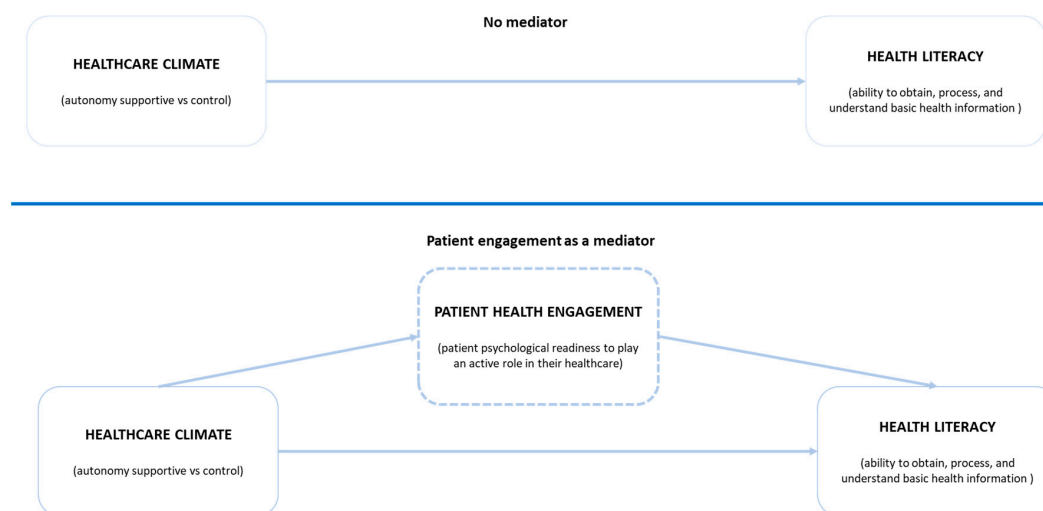 No mediator
HEALTHCARE CLIMATE
(autonomy supportive vs control)
HEALTH LITERACY
(ability to obtain, process, and
understand basic health information )
Patient engagement as a mediator
PATIENT HEALTH ENGAGEMENT
(patient psychological readiness to play
an active role in their healthcare)
HEALTHCARE CLIMATE
(autonomy supportive vs control)
HEALTH LITERACY
(ability to obtain, process, and
understand basic health information )